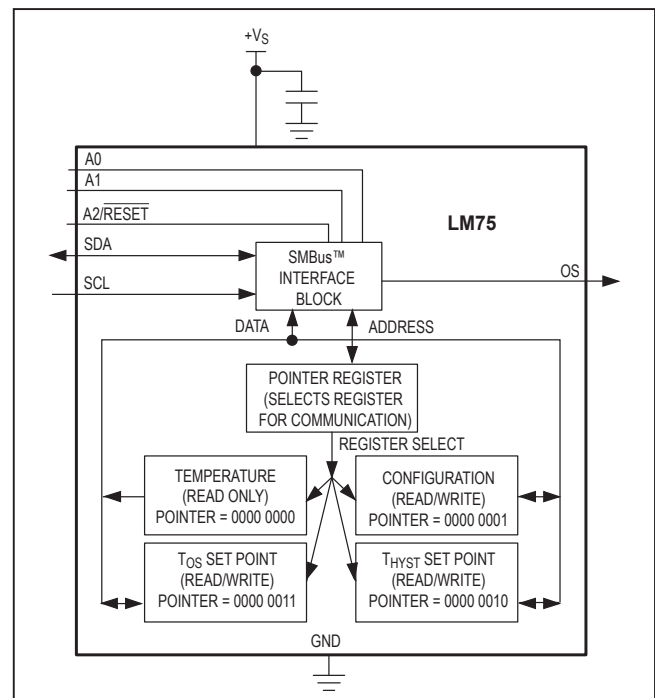 +VS
A0
A1
A2/RESET
LM75
SDA
SMBus™
INTERFACE
BLOCK
OS
SCL
DATA
ADDRESS
POINTER REGISTER
(SELECTS REGISTER
FOR COMMUNICATION)
REGISTER SELECT
TEMPERATURE
(READ ONLY)
POINTER = 0000 0000
CONFIGURATION
(READ/WRITE)
POINTER = 0000 0001
TOS SET POINT
(READ/WRITE)
POINTER = 0000 0011
THYST SET POINT
(READ/WRITE)
POINTER = 0000 0010
GND